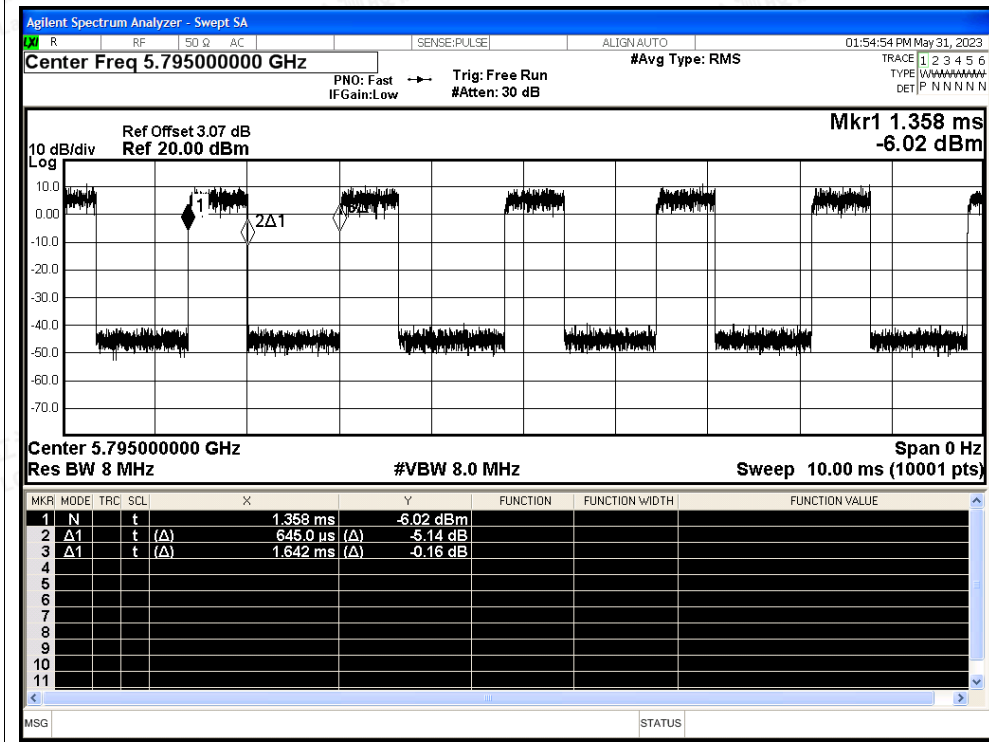 Agilent Spectrum Analyzer - Swept SA
LXI R RF 50 Ω AC SENSE:PULSE ALIGN AUTO 01:54:54 PM May 31, 2023
Center Freq 5.795000000 GHz #Avg Type: RMS TRACE 1 2 3 4 5 6
PNO: Fast Trig: Free Run TYPE
IFGain:Low #Atten: 30 dB DET P N N N N N
Mkr1 1.358 ms
Ref Offset 3.07 dB
10 dB/div Ref 20.00 dBm -6.02 dBm
Log
10.0
0.00
1
2Δ1
-10.0
-20.0
-30.0
-40.0
-50.0
-60.0
-70.0
Center 5.795000000 GHz Span 0 Hz
Res BW 8 MHz #VBW 8.0 MHz Sweep 10.00 ms (10001 pts)
MKR MODE TRC SCL X Y FUNCTION FUNCTION WIDTH FUNCTION VALUE
1 N t 1.358 ms -6.02 dBm
2 Δ1 t (Δ) 645.0 µs (Δ) -5.14 dB
3 Δ1 t (Δ) 1.642 ms (Δ) -0.16 dB
4
5
6
7
8
9
10
11
MSG STATUS